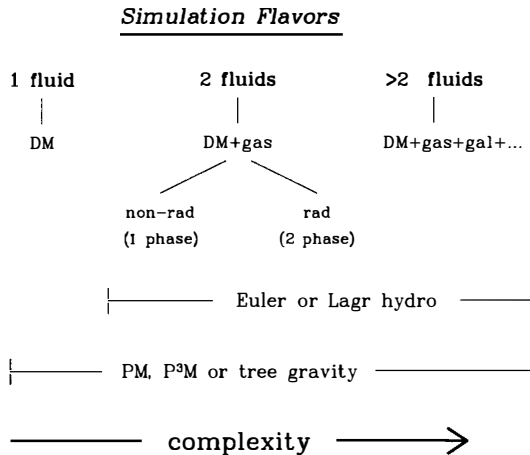 Simulation Flavors
1 fluid 2 fluids >2 fluids
DM DM+gas DM+gas+gal+...
non-rad rad
(1 phase) (2 phase)
Euler or Lagr hydro
PM, P³M or tree gravity
complexity